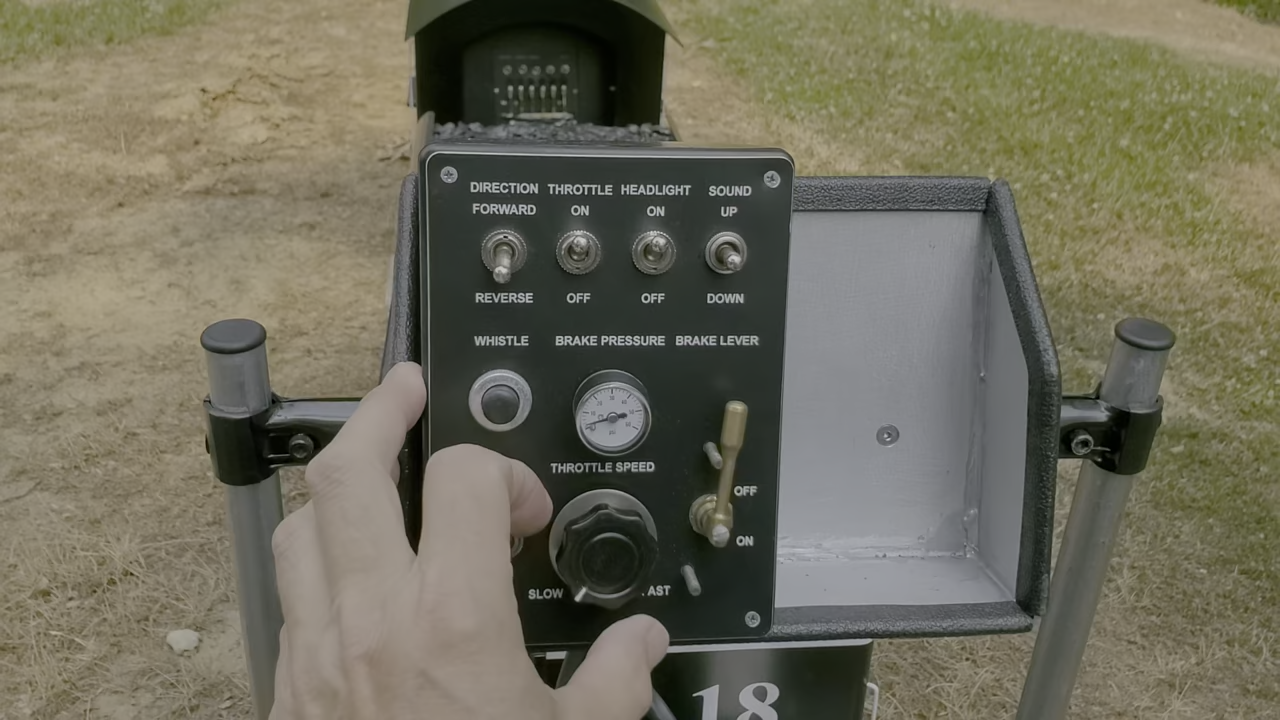 DIRECTION THROTTLE HEADLIGHT SOUND
FORWARD ON ON UP
REVERSE OFF OFF DOWN
WHISTLE BRAKE PRESSURE BRAKE LEVER
THROTTLE SPEED
OFF
ON
SLOW AST
18